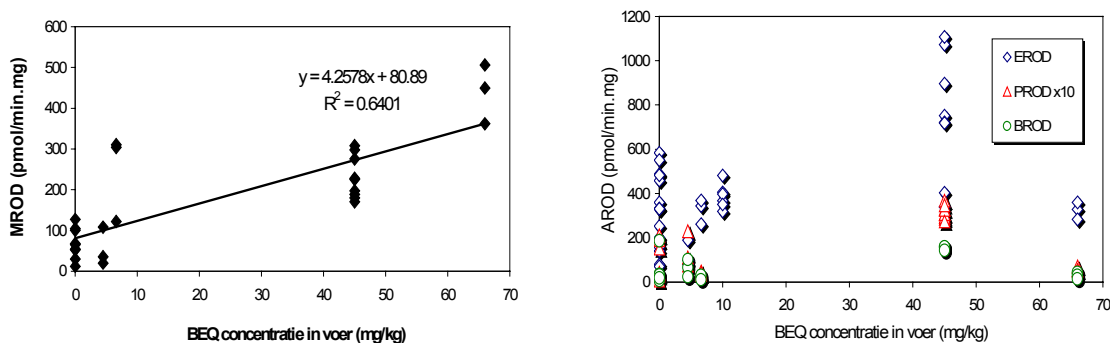 600
500
400
300
200
100
0
MROD (pmol/min.mg)
y = 4.2578x + 80.89
R² = 0.6401
0 10 20 30 40 50 60 70
BEQ concentratie in voer (mg/kg)
1200
1000
800
600
400
200
0
AROD (pmol/min.mg)
EROD
PROD x10
BROD
0 10 20 30 40 50 60 70
BEQ concentratie in voer (mg/kg)